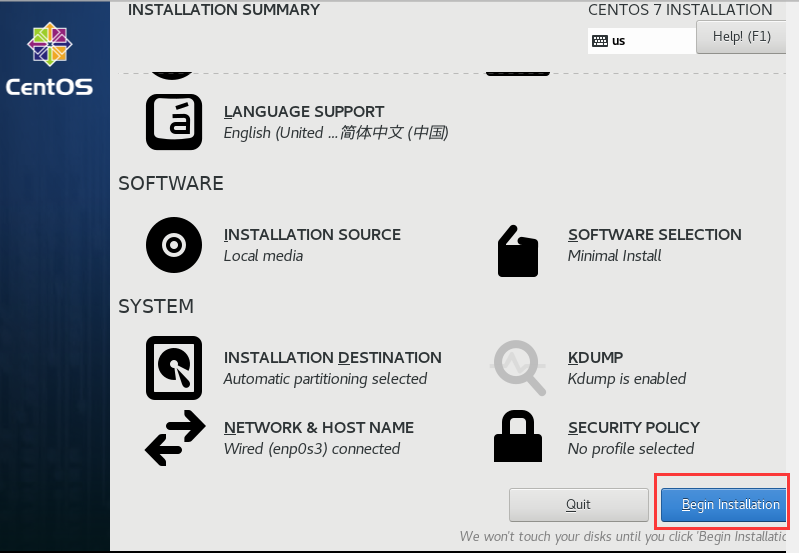 INSTALLATION SUMMARY
CENTOS 7 INSTALLATION
us
Help! (F1)
CentOS
LANGUAGE SUPPORT
English (United ...简体中文 (中国)
SOFTWARE
INSTALLATION SOURCE
Local media
SOFTWARE SELECTION
Minimal Install
SYSTEM
INSTALLATION DESTINATION
Automatic partitioning selected
KDUMP
Kdump is enabled
NETWORK & HOST NAME
Wired (enp0s3) connected
SECURITY POLICY
No profile selected
Quit
Begin Installation
We won't touch your disks until you click 'Begin Installatio